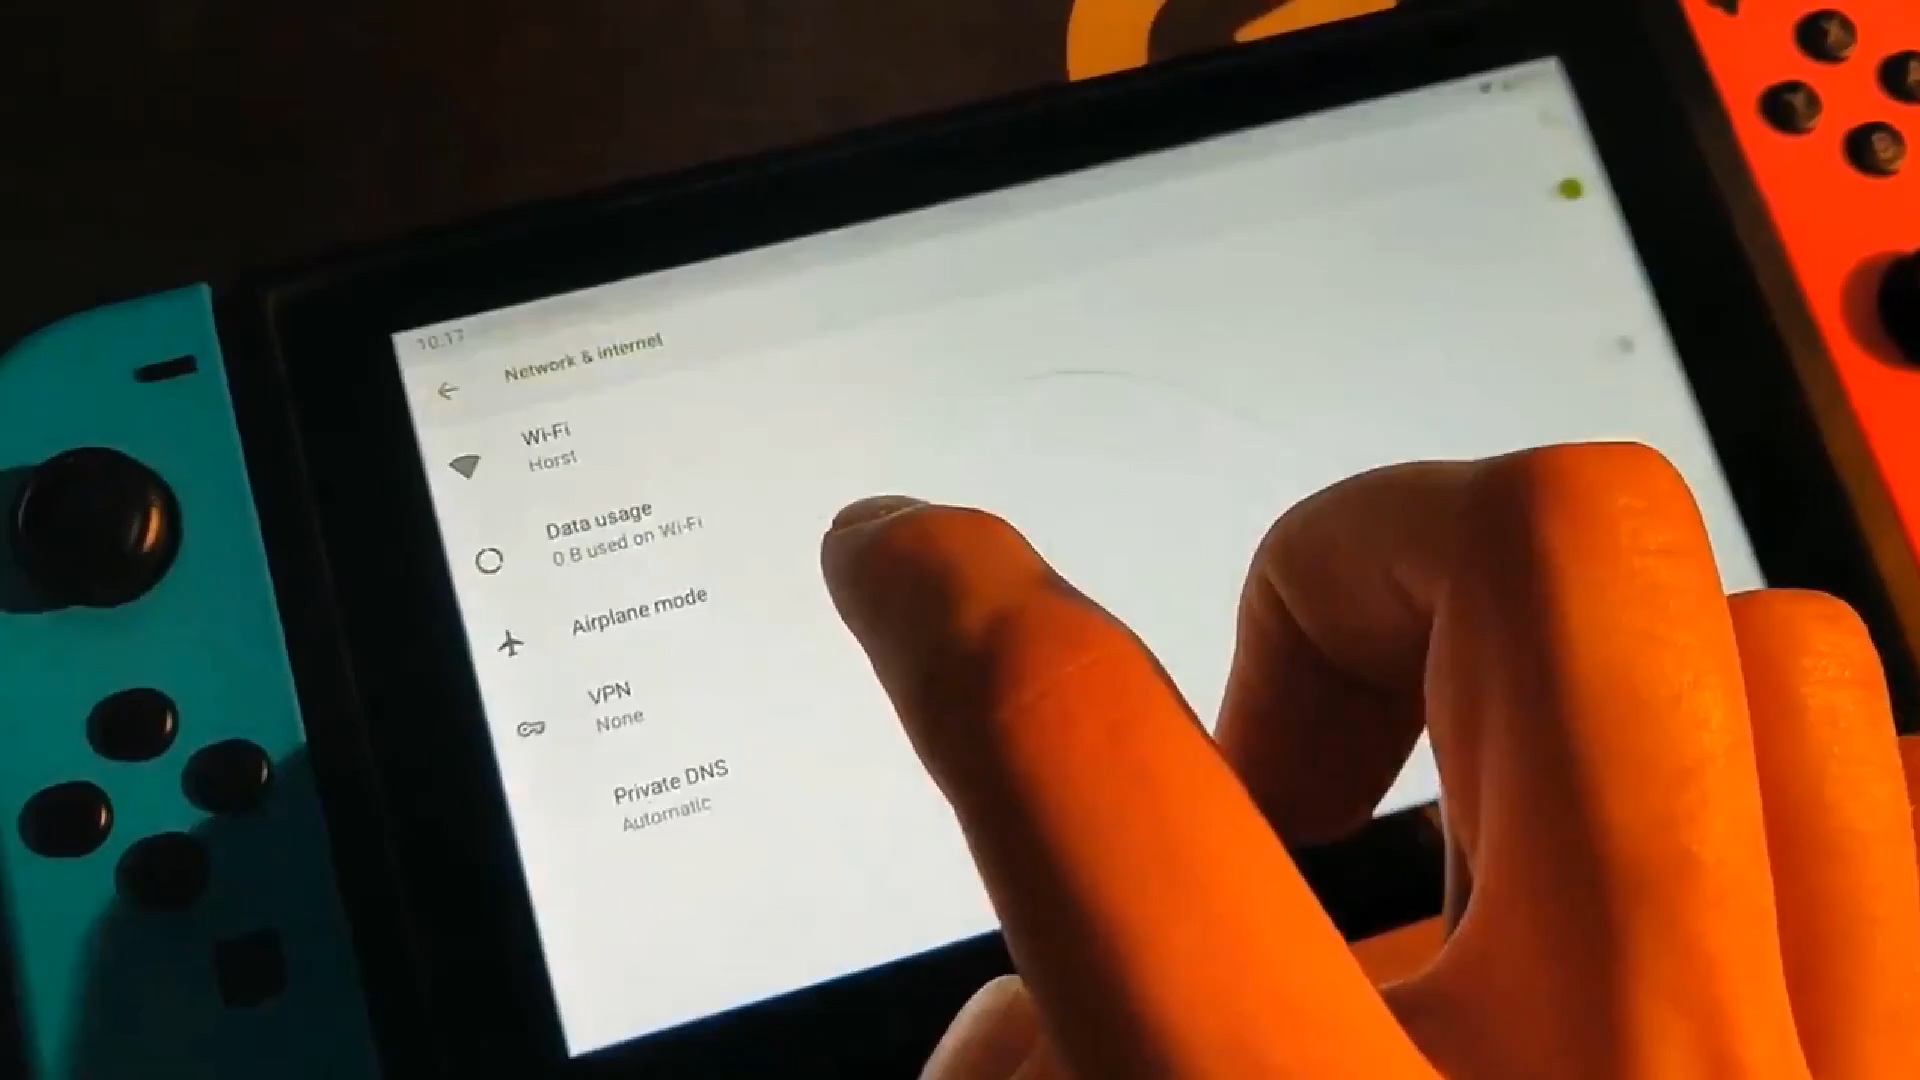 10:17
Network & internet
Wi-Fi
Horst
Data usage
0 B used on Wi-Fi
Airplane mode
VPN
None
Private DNS
Automatic
X
Y
B